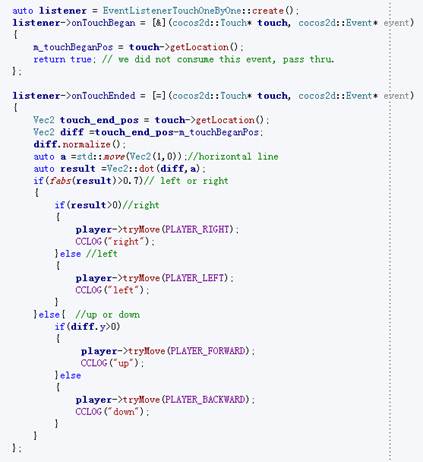 auto listener = EventListenerTouchOneByOne::create();
listener->onTouchBegan = [&](cocos2d::Touch* touch, cocos2d::Event* event)
{
m_touchBeganPos = touch->getLocation();
return true; // we did not consume this event, pass thru.
};
listener->onTouchEnded = [=](cocos2d::Touch* touch, cocos2d::Event* event)
{
Vec2 touch_end_pos = touch->getLocation();
Vec2 diff =touch_end_pos-m_touchBeganPos;
diff.normalize();
auto a =std::move(Vec2(1,0));//horizontal line
auto result =Vec2::dot(diff,a);
if(fabs(result)>0.7)// left or right
{
if(result>0)//right
{
player->tryMove(PLAYER_RIGHT);
CCLOG("right");
}else //left
{
player->tryMove(PLAYER_LEFT);
CCLOG("left");
}
}else{ //up or down
if(diff.y>0)
{
player->tryMove(PLAYER_FORWARD);
CCLOG("up");
}else
{
player->tryMove(PLAYER_BACKWARD);
CCLOG("down");
}
}
};